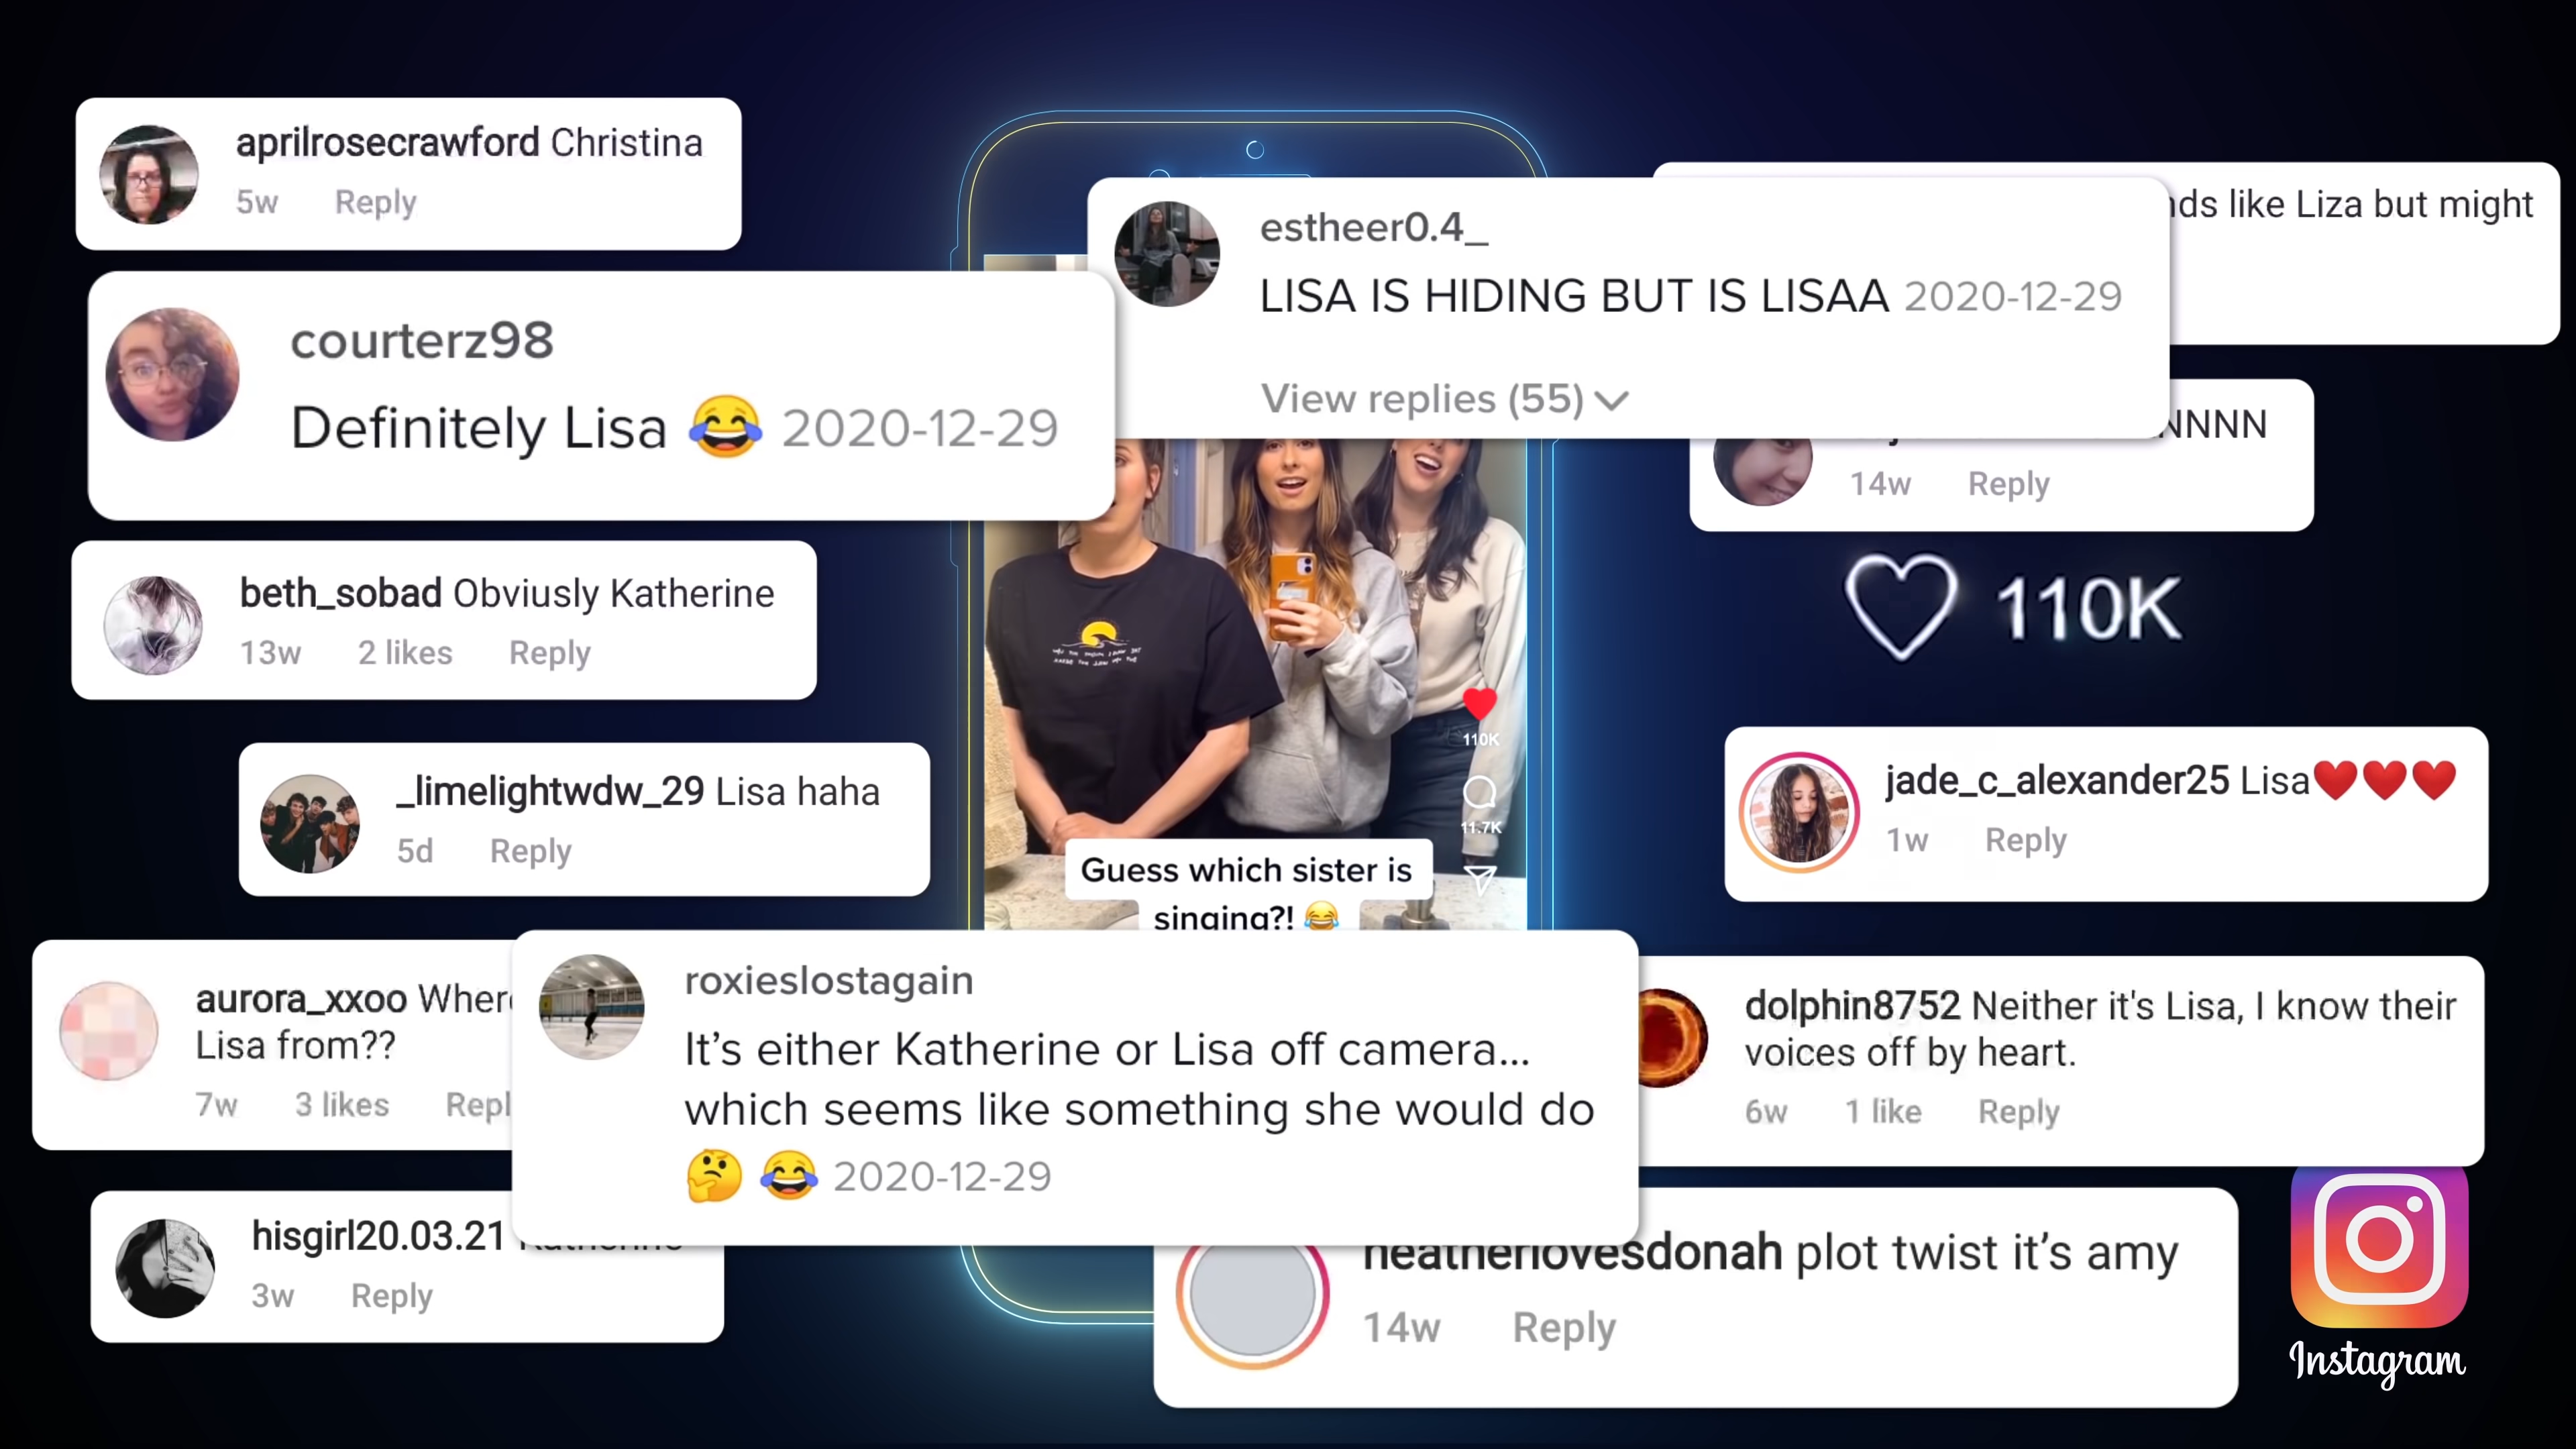 aprilrosecrawford Christina
5w Reply
courterz98
Definitely Lisa 😂 2020-12-29
beth_sobad Obviusly Katherine
13w 2 likes Reply
_limelightwdw_29 Lisa haha
5d Reply
aurora_xxoo
Lisa from??
7w 3 likes
hisgirl20.03.21
3w Reply
estheer0.4_
LISA IS HIDING BUT IS LISAA 2020-12-29
View replies (55)
110K
11.7K
Guess which sister is
singing?! 😂
roxieslostagain
It’s either Katherine or Lisa off camera...
which seems like something she would do
🤔 😂 2020-12-29
like Liza but might
14w Reply
110K
jade_c_alexander25 Lisa❤️❤️❤️
1w Reply
dolphin8752 Neither it's Lisa, I know their
voices off by heart.
6w 1 like Reply
heatherlovesdonah plot twist it’s amy
14w Reply
Instagram